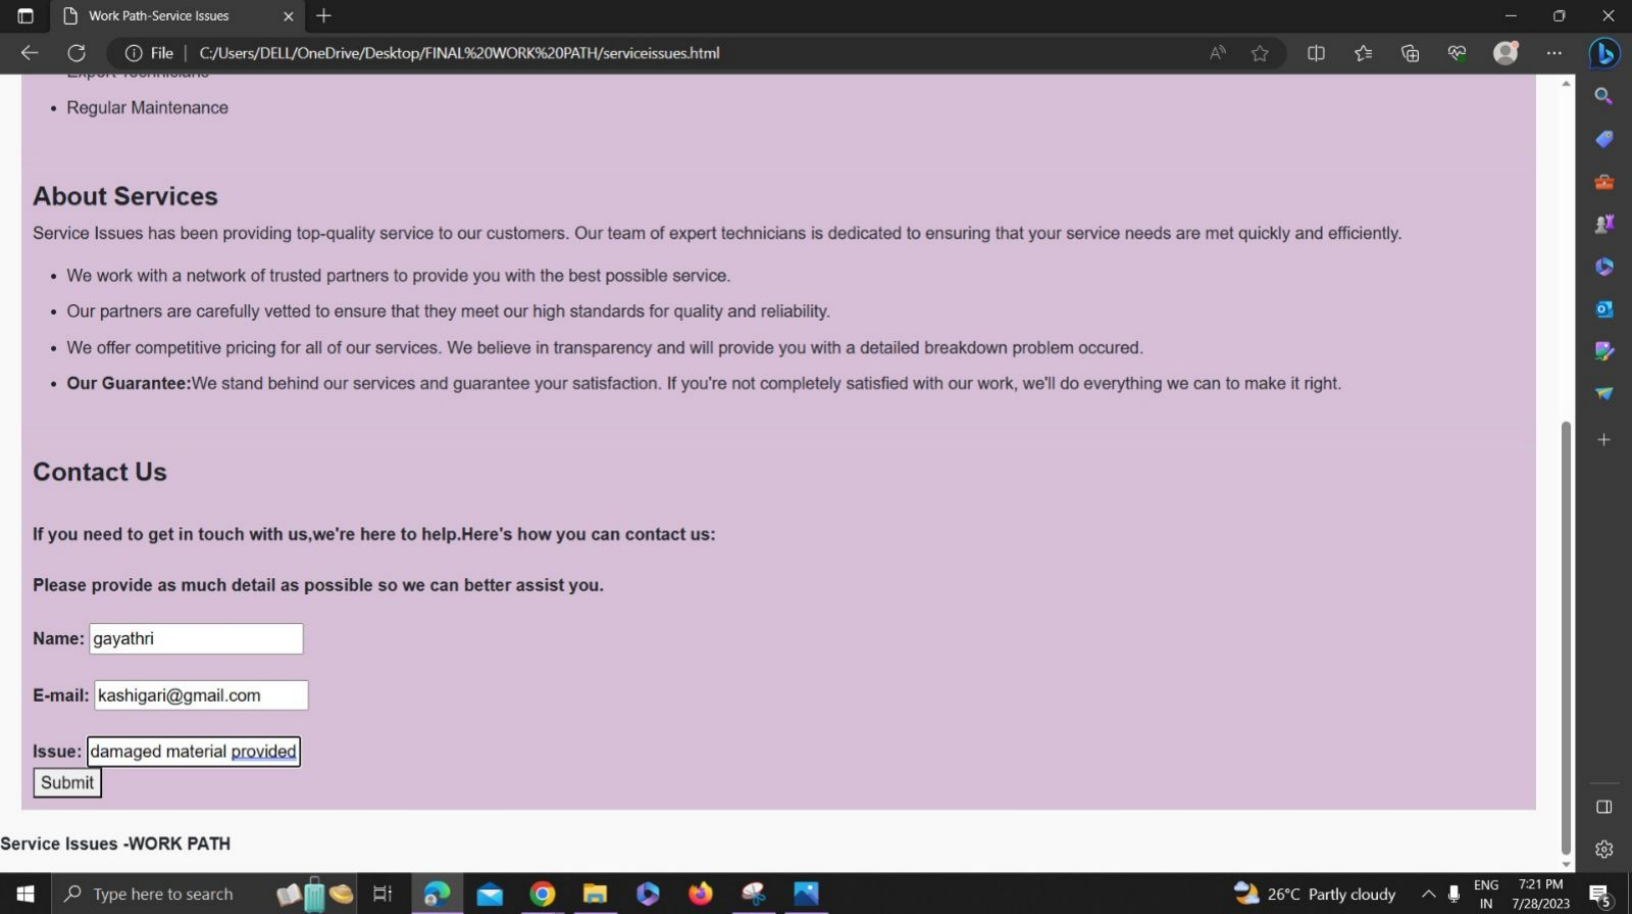 Work Path-Service Issues
File | C:/Users/DELL/OneDrive/Desktop/FINAL%20WORK%20PATH/serviceissues.html
Expert Technicians
• Regular Maintenance
About Services
Service Issues has been providing top-quality service to our customers. Our team of expert technicians is dedicated to ensuring that your service needs are met quickly and efficiently.
• We work with a network of trusted partners to provide you with the best possible service.
• Our partners are carefully vetted to ensure that they meet our high standards for quality and reliability.
• We offer competitive pricing for all of our services. We believe in transparency and will provide you with a detailed breakdown problem occured.
• Our Guarantee:We stand behind our services and guarantee your satisfaction. If you're not completely satisfied with our work, we'll do everything we can to make it right.
Contact Us
If you need to get in touch with us,we're here to help.Here's how you can contact us:
Please provide as much detail as possible so we can better assist you.
Name: gayathri
E-mail: kashigari@gmail.com
Issue: damaged material provided
Submit
Service Issues -WORK PATH
Type here to search
26°C Partly cloudy
ENG
IN
7:21 PM
7/28/2023
5